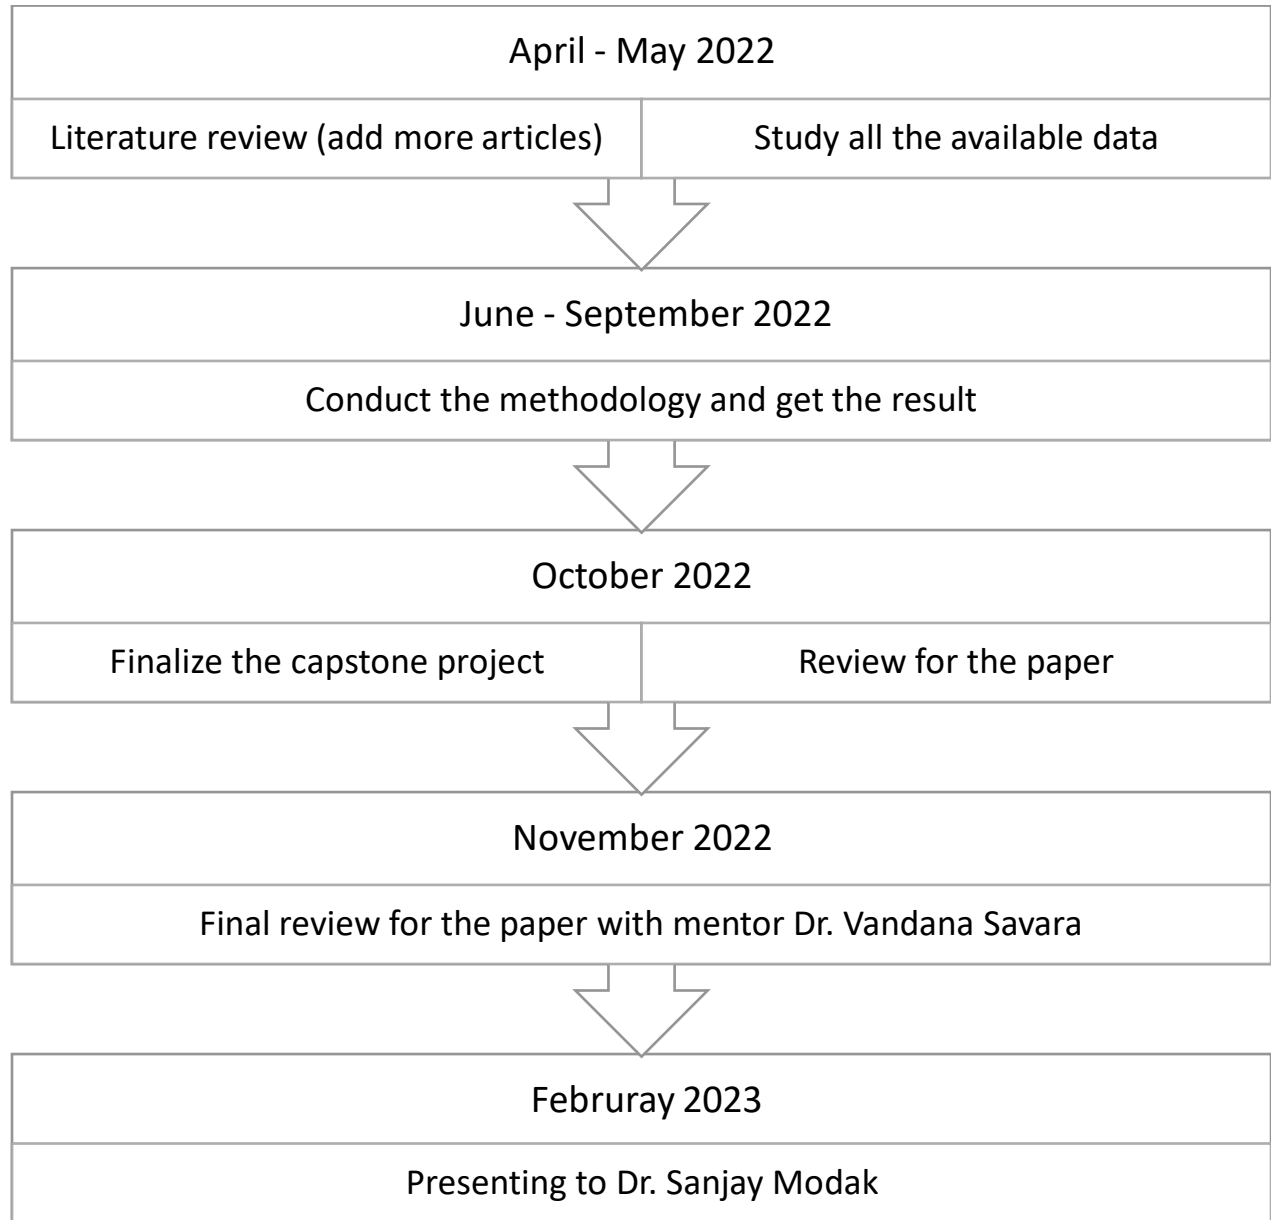 April - May 2022
Literature review (add more articles)
Study all the available data
June - September 2022
Conduct the methodology and get the result
October 2022
Finalize the capstone project
Review for the paper
November 2022
Final review for the paper with mentor Dr. Vandana Savara
Februray 2023
Presenting to Dr. Sanjay Modak